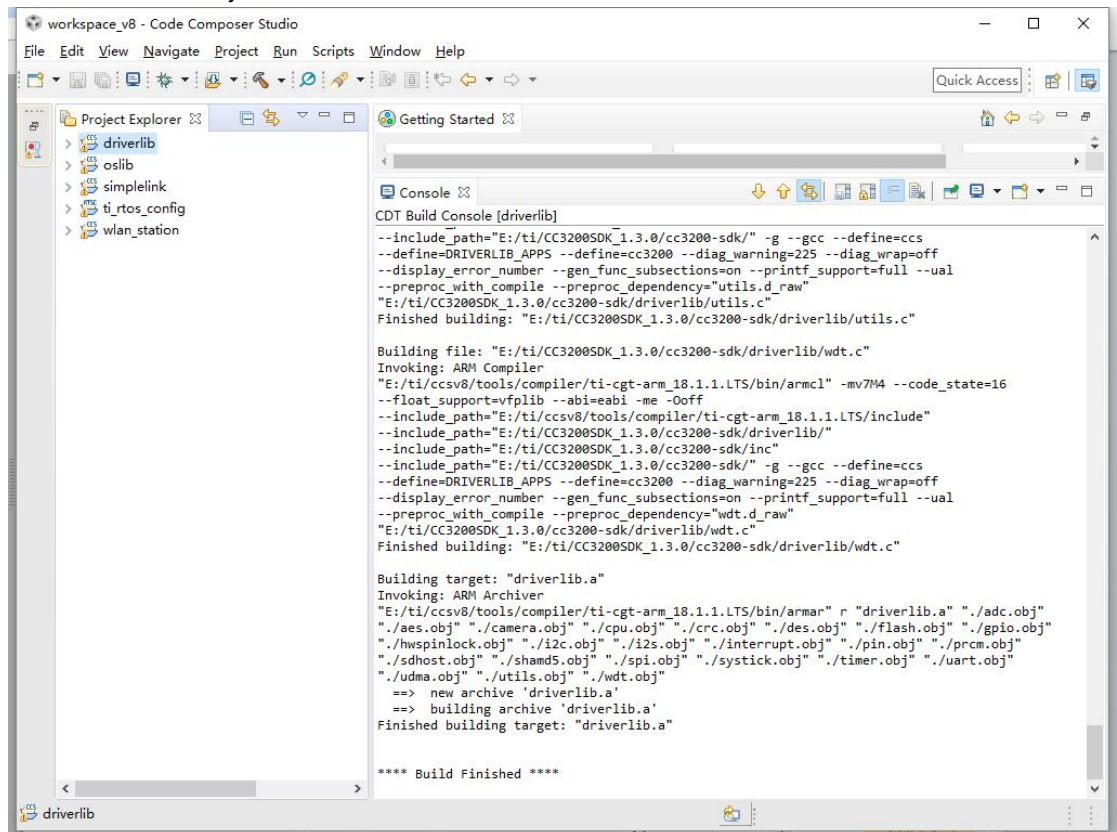 workspace_v8 - Code Composer Studio
File Edit View Navigate Project Run Scripts Window Help
Quick Access
Project Explorer
driverlib
oslib
simplelink
ti_rtos_config
wlan_station
Getting Started
Console
CDT Build Console [driverlib]
--include_path="E:/ti/CC3200SDK_1.3.0/cc3200-sdk/" -g --gcc --define=ccs
--define=DRIVERLIB_APPS --define=cc3200 --diag_warning=225 --diag_wrap=off
--display_error_number --gen_func_subsections=on --printf_support=full --ual
--preproc_with_compile --preproc_dependency="utils.d_raw"
"E:/ti/CC3200SDK_1.3.0/cc3200-sdk/driverlib/utils.c"
Finished building: "E:/ti/CC3200SDK_1.3.0/cc3200-sdk/driverlib/utils.c"
Building file: "E:/ti/CC3200SDK_1.3.0/cc3200-sdk/driverlib/wdt.c"
Invoking: ARM Compiler
"E:/ti/ccsv8/tools/compiler/ti-cgt-arm_18.1.1.LTS/bin/armcl" -mv7M4 --code_state=16
--float_support=vfplib --abi=eabi -me -Ooff
--include_path="E:/ti/ccsv8/tools/compiler/ti-cgt-arm_18.1.1.LTS/include"
--include_path="E:/ti/CC3200SDK_1.3.0/cc3200-sdk/driverlib/"
--include_path="E:/ti/CC3200SDK_1.3.0/cc3200-sdk/inc"
--include_path="E:/ti/CC3200SDK_1.3.0/cc3200-sdk/" -g --gcc --define=ccs
--define=DRIVERLIB_APPS --define=cc3200 --diag_warning=225 --diag_wrap=off
--display_error_number --gen_func_subsections=on --printf_support=full --ual
--preproc_with_compile --preproc_dependency="wdt.d_raw"
"E:/ti/CC3200SDK_1.3.0/cc3200-sdk/driverlib/wdt.c"
Finished building: "E:/ti/CC3200SDK_1.3.0/cc3200-sdk/driverlib/wdt.c"
Building target: "driverlib.a"
Invoking: ARM Archiver
"E:/ti/ccsv8/tools/compiler/ti-cgt-arm_18.1.1.LTS/bin/armar" r "driverlib.a" "./adc.obj"
"./aes.obj" "./camera.obj" "./cpu.obj" "./crc.obj" "./des.obj" "./flash.obj" "./gpio.obj"
"./hwspinlock.obj" "./i2c.obj" "./i2s.obj" "./interrupt.obj" "./pin.obj" "./prcm.obj"
"./sdhost.obj" "./shamd5.obj" "./spi.obj" "./systick.obj" "./timer.obj" "./uart.obj"
"./udma.obj" "./utils.obj" "./wdt.obj"
==> new archive 'driverlib.a'
==> building archive 'driverlib.a'
Finished building target: "driverlib.a"
**** Build Finished ****
driverlib